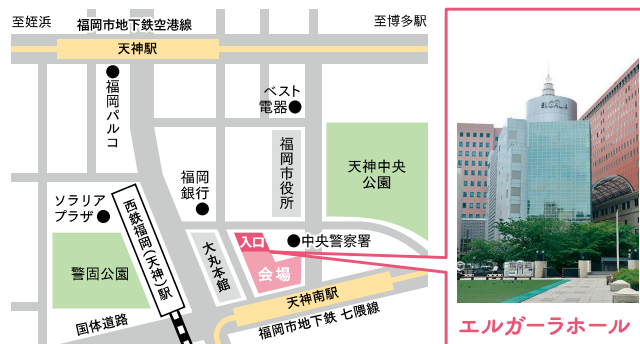 至姪浜
福岡市地下鉄空港線
至博多駅
天神駅
福岡パルコ
ベスト
電器
福岡市役所
天神中央
公園
ソラリア
プラザ
西鉄福岡(天神)駅
福岡
銀行
大丸本館
入口
中央警察署
会場
警固公園
天神南駅
国体道路
福岡市地下鉄 七隈線
ELGALA
エルガーラホール